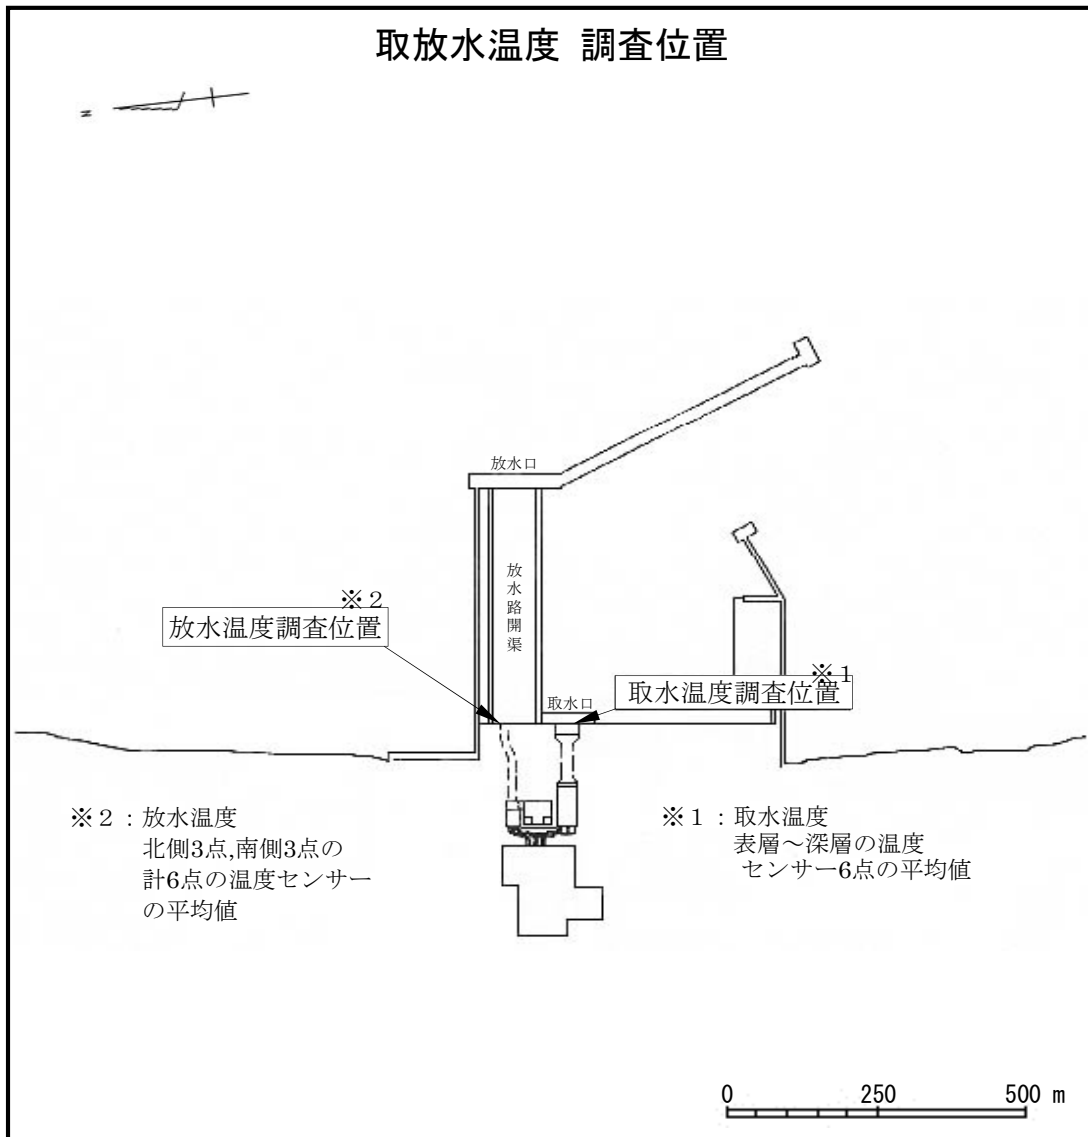 取放水温度 調査位置
N
放水口
放水路開渠
※2
放水温度調査位置
※1
取水温度調査位置
取水口
※2：放水温度
北側3点,南側3点の
計6点の温度センサー
の平均値
※1：取水温度
表層～深層の温度
センサー6点の平均値
0 250 500 m